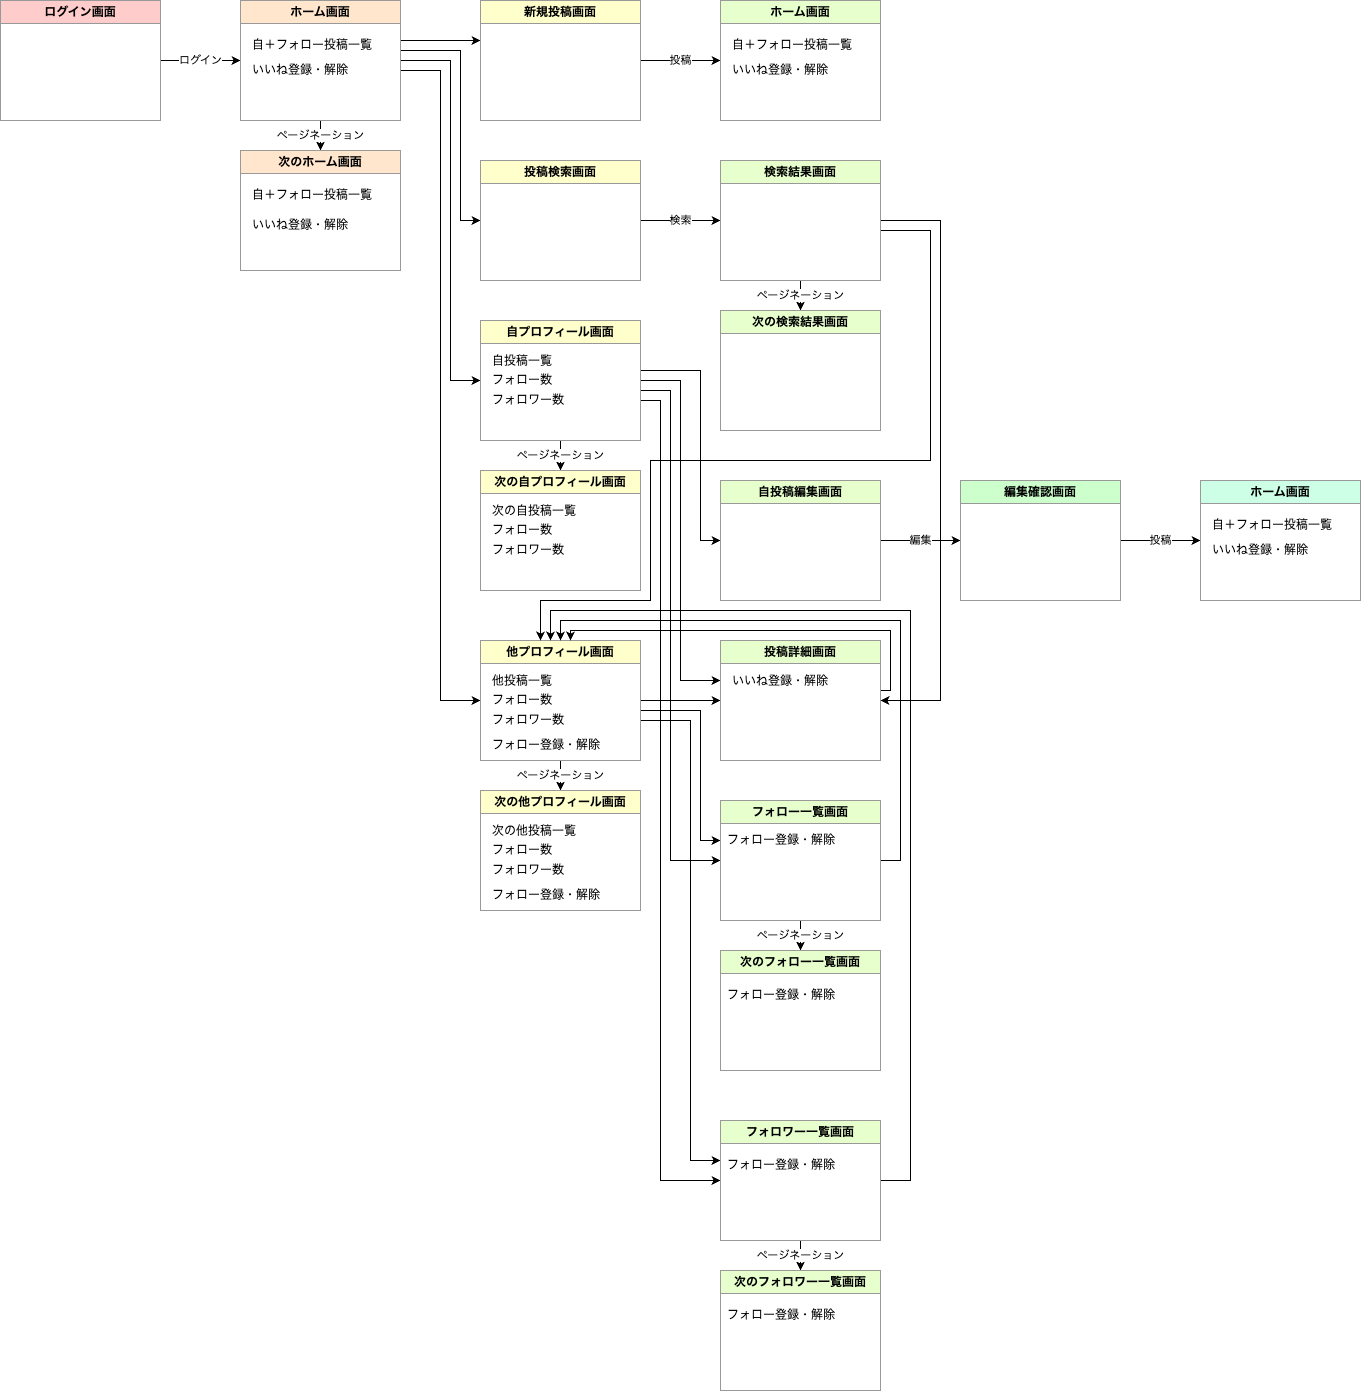 ログイン画面
ログイン
ホーム画面
自＋フォロー投稿一覧
いいね登録・解除
ページネーション
次のホーム画面
自＋フォロー投稿一覧
いいね登録・解除
新規投稿画面
投稿
ホーム画面
自＋フォロー投稿一覧
いいね登録・解除
投稿検索画面
検索
検索結果画面
ページネーション
次の検索結果画面
自プロフィール画面
自投稿一覧
フォロー数
フォロワー数
ページネーション
次の自プロフィール画面
次の自投稿一覧
フォロー数
フォロワー数
自投稿編集画面
編集
編集確認画面
投稿
ホーム画面
自＋フォロー投稿一覧
いいね登録・解除
他プロフィール画面
他投稿一覧
フォロー数
フォロワー数
フォロー登録・解除
ページネーション
次の他プロフィール画面
次の他投稿一覧
フォロー数
フォロワー数
フォロー登録・解除
投稿詳細画面
いいね登録・解除
フォロー一覧画面
フォロー登録・解除
ページネーション
次のフォロー一覧画面
フォロー登録・解除
フォロワー一覧画面
フォロー登録・解除
ページネーション
次のフォロワー一覧画面
フォロー登録・解除